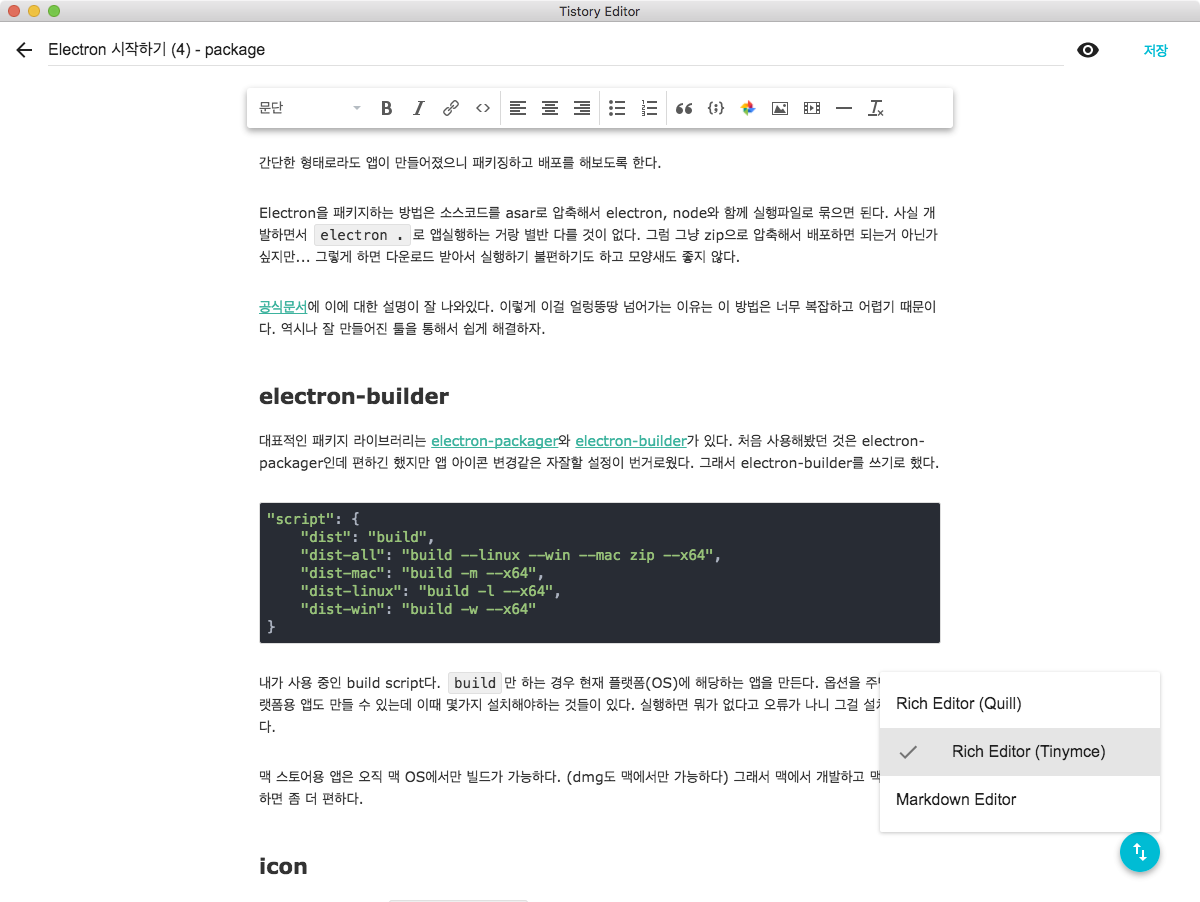 Tistory Editor
Electron 시작하기 (4) - package
저장
문단
간단한 형태로라도 앱이 만들어졌으니 패키징하고 배포를 해보도록 한다.
Electron을 패키지하는 방법은 소스코드를 asar로 압축해서 electron, node와 함께 실행파일로 묶으면 된다. 사실 개
발하면서 electron . 로 앱실행하는 거랑 별반 다를 것이 없다. 그럼 그냥 zip으로 압축해서 배포하면 되는거 아닌가
싶지만... 그렇게 하면 다운로드 받아서 실행하기 불편하기도 하고 모양새도 좋지 않다.
공식문서에 이에 대한 설명이 잘 나와있다. 이렇게 이걸 얼렁뚱땅 넘어가는 이유는 이 방법은 너무 복잡하고 어렵기 때문이
다. 역시나 잘 만들어진 툴을 통해서 쉽게 해결하자.
electron-builder
대표적인 패키지 라이브러리는 electron-packager와 electron-builder가 있다. 처음 사용해봤던 것은 electron-
packager인데 편하긴 했지만 앱 아이콘 변경같은 자잘할 설정이 번거로웠다. 그래서 electron-builder를 쓰기로 했다.
"script": {
    "dist": "build",
    "dist-all": "build --linux --win --mac zip --x64",
    "dist-mac": "build -m --x64",
    "dist-linux": "build -l --x64",
    "dist-win": "build -w --x64"
}
내가 사용 중인 build script다. build 만 하는 경우 현재 플랫폼(OS)에 해당하는 앱을 만든다. 옵션을
랫폼용 앱도 만들 수 있는데 이때 몇가지 설치해야하는 것들이 있다. 실행하면 뭐가 없다고 오류가 나니 그걸
다.
맥 스토어용 앱은 오직 맥 OS에서만 빌드가 가능하다. (dmg도 맥에서만 가능하다) 그래서 맥에서 개발하고
하면 좀 더 편하다.
icon
Rich Editor (Quill)
Rich Editor (Tinymce)
Markdown Editor